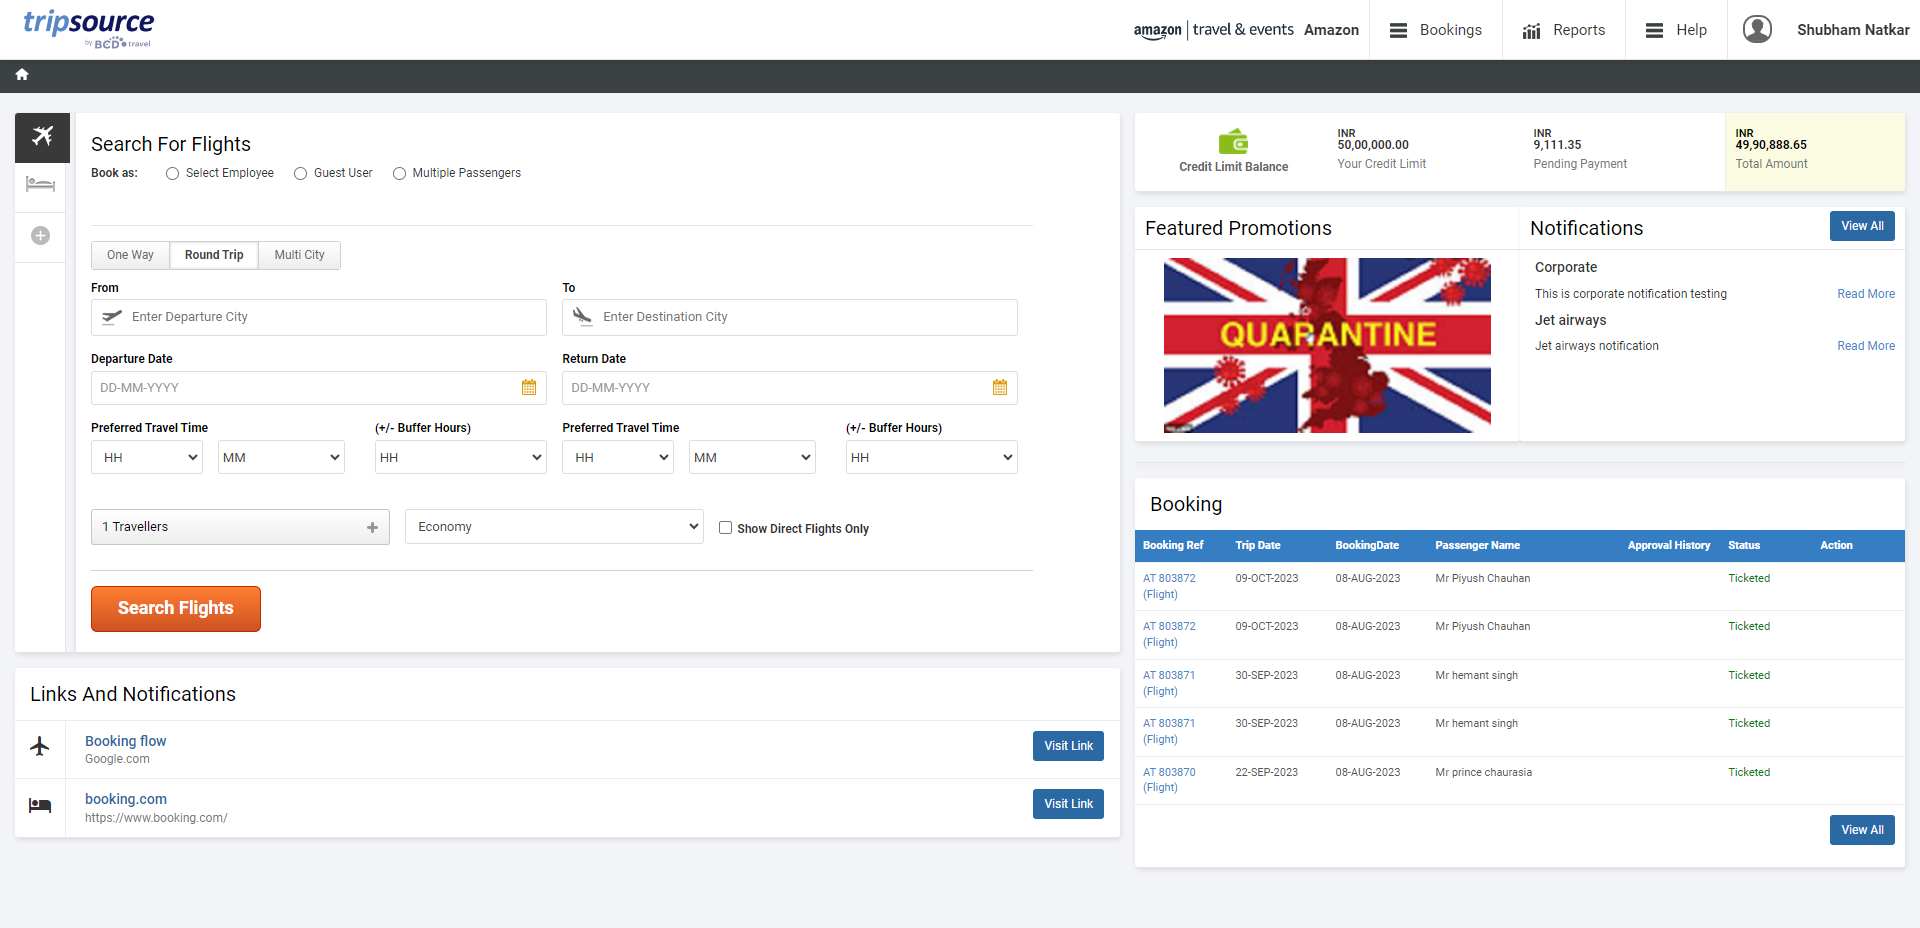 tripsource
by BCD travel
amazon | travel & events Amazon
Bookings
Reports
Help
Shubham Natkar
Search For Flights
Book as: Select Employee Guest User Multiple Passengers
One Way Round Trip Multi City
From To
Enter Departure City Enter Destination City
Departure Date Return Date
DD-MM-YYYY DD-MM-YYYY
Preferred Travel Time (+/- Buffer Hours) Preferred Travel Time (+/- Buffer Hours)
HH MM HH HH MM HH
1 Travellers Economy Show Direct Flights Only
Search Flights
Links And Notifications
Booking flow
Google.com
Visit Link
booking.com
https://www.booking.com/
Visit Link
Credit Limit Balance
INR
50,00,000.00
Your Credit Limit
INR
9,111.35
Pending Payment
INR
49,90,888.65
Total Amount
Featured Promotions
QUARANTINE
Notifications View All
Corporate
This is corporate notification testing Read More
Jet airways
Jet airways notification Read More
Booking
Booking Ref Trip Date BookingDate Passenger Name Approval History Status Action
AT 803872 09-OCT-2023 08-AUG-2023 Mr Piyush Chauhan Ticketed
(Flight)
AT 803872 09-OCT-2023 08-AUG-2023 Mr Piyush Chauhan Ticketed
(Flight)
AT 803871 30-SEP-2023 08-AUG-2023 Mr hemant singh Ticketed
(Flight)
AT 803871 30-SEP-2023 08-AUG-2023 Mr hemant singh Ticketed
(Flight)
AT 803870 22-SEP-2023 08-AUG-2023 Mr prince chaurasia Ticketed
(Flight)
View All